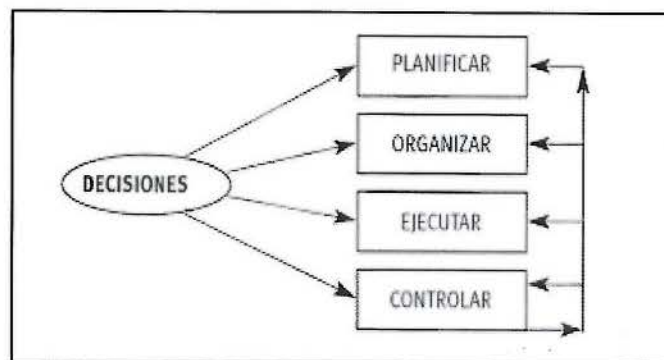 PLANIFICAR
ORGANIZAR
DECISIONES
EJECUTAR
CONTROLAR